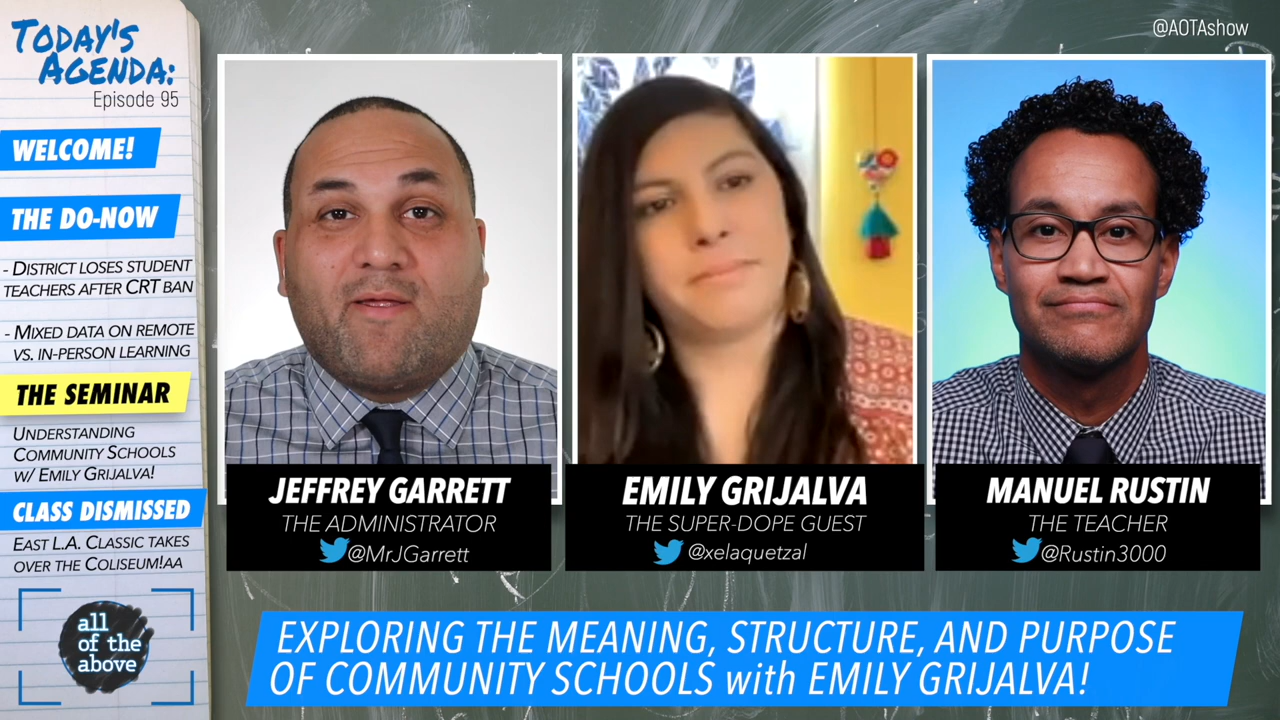 TODAY'S
AGENDA:
Episode 95
WELCOME!
THE DO-NOW
- DISTRICT LOSES STUDENT
TEACHERS AFTER CRT BAN
- MIXED DATA ON REMOTE
VS. IN-PERSON LEARNING
THE SEMINAR
UNDERSTANDING
COMMUNITY SCHOOLS
W/ EMILY GRIJALVA!
CLASS DISMISSED
EAST L.A. CLASSIC TAKES
OVER THE COLISEUM!AA
all
of the
above
@AOTAshow
JEFFREY GARRETT
THE ADMINISTRATOR
@MrJGarrett
EMILY GRIJALVA
THE SUPER-DOPE GUEST
@xelaquetzal
MANUEL RUSTIN
THE TEACHER
@Rustin3000
EXPLORING THE MEANING, STRUCTURE, AND PURPOSE
OF COMMUNITY SCHOOLS with EMILY GRIJALVA!